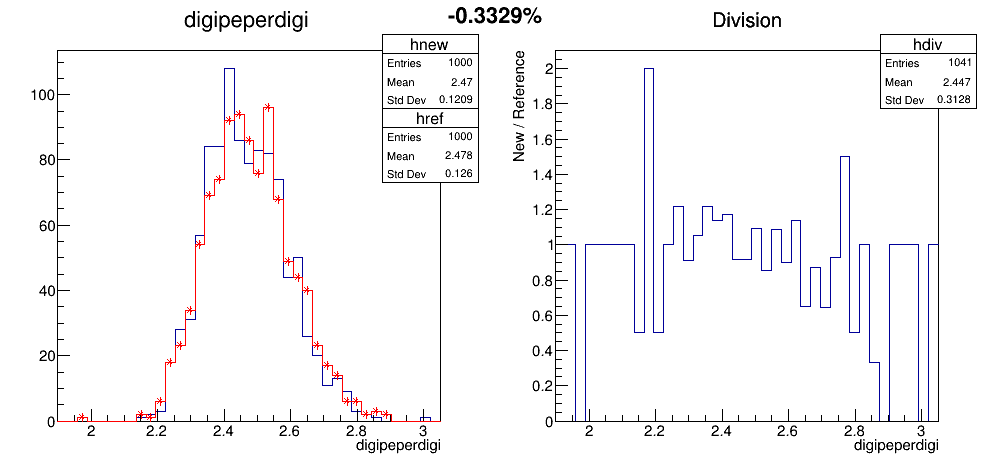 digipeperdigi
-0.3329%
Division
hnew
Entries 1000
Mean 2.47
Std Dev 0.1209
href
Entries 1000
Mean 2.478
Std Dev 0.126
100
80
60
40
20
0
2 2.2 2.4 2.6 2.8 3
digipeperdigi
hdiv
Entries 1041
Mean 2.447
Std Dev 0.3128
New / Reference
2
1.8
1.6
1.4
1.2
1
0.8
0.6
0.4
0.2
0
2 2.2 2.4 2.6 2.8 3
digipeperdigi